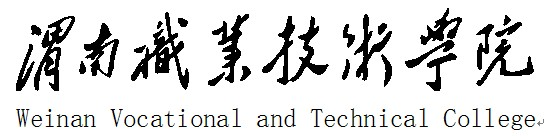 渭南職業技術學院
Weinan Vocational and Technical College